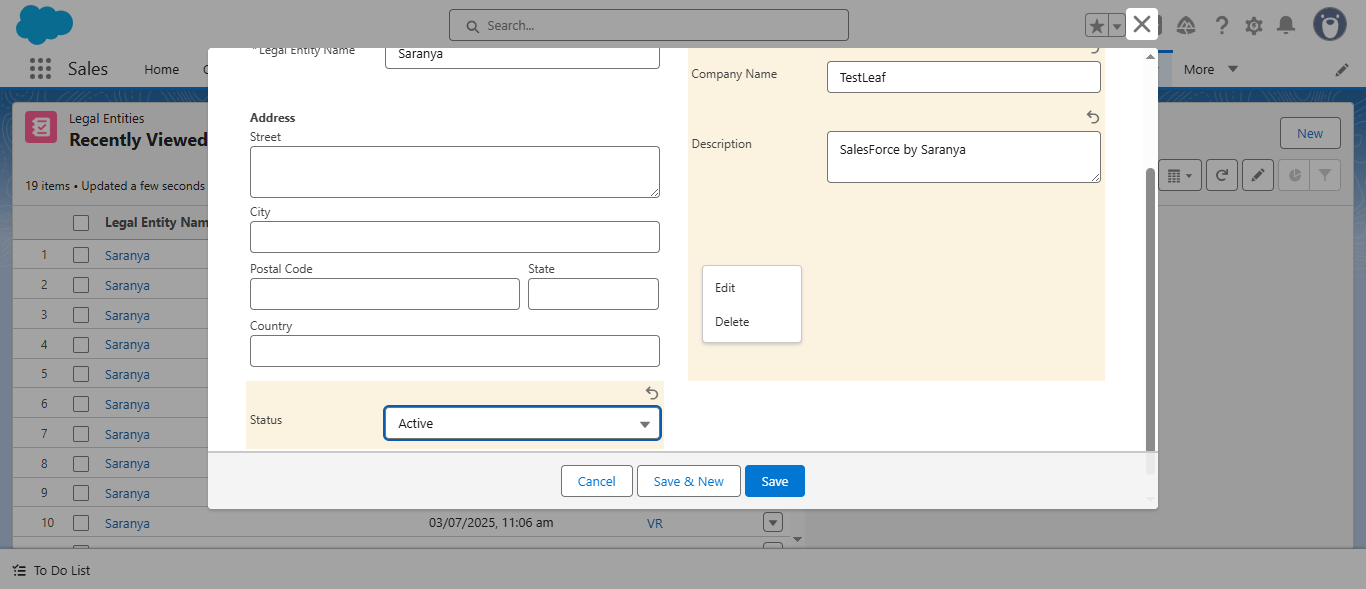 Search...
Sales
Home
More
Legal Entities
Recently Viewed
New
19 items • Updated a few seconds
Legal Entity Nam
1 Saranya
2 Saranya
3 Saranya
4 Saranya
5 Saranya
6 Saranya
7 Saranya
8 Saranya
9 Saranya
10 Saranya 03/07/2025, 11:06 am VR
*Legal Entity Name Saranya
Company Name TestLeaf
Address
Street
Description SalesForce by Saranya
City
Postal Code State
Country
Edit
Delete
Status Active
Cancel Save & New Save
To Do List